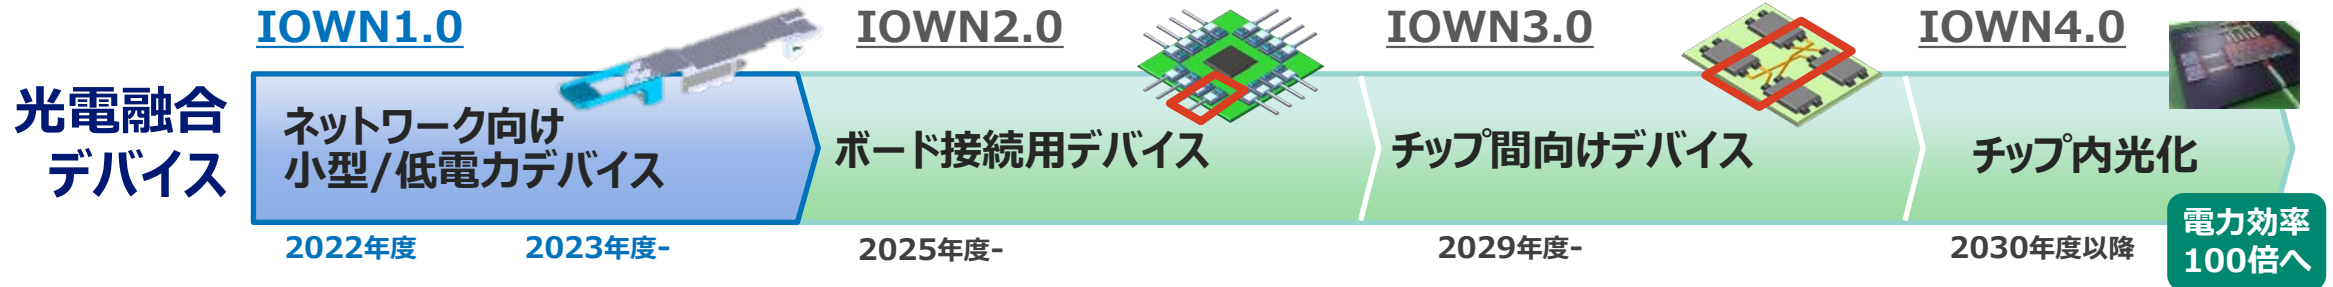 IOWN1.0
IOWN2.0
IOWN3.0
IOWN4.0
光電融合
デバイス
ネットワーク向け
小型/低電力デバイス
ボード接続用デバイス
チップ間向けデバイス
チップ内光化
2022年度
2023年度-
2025年度-
2029年度-
2030年度以降
電力効率
100倍へ